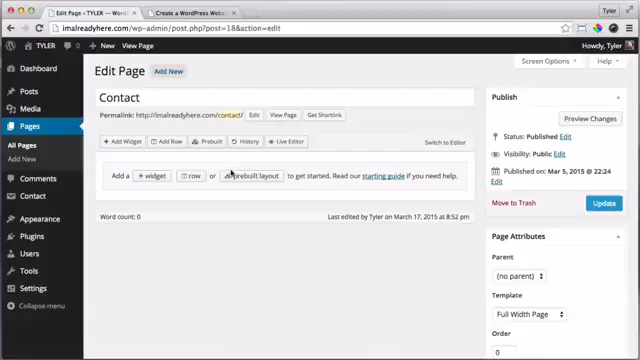 Edit Page ‹ TYLER — Word
Create a WordPress Web
Tyler
imalreadyhere.com/wp-admin/post.php?post=18&action=edit
TYLER 0 + New View Page Howdy, Tyler
Dashboard
Posts
Media
Pages
All Pages
Add New
Comments
Contact
Appearance
Plugins
Users
Tools
Settings
Collapse menu
Screen Options Help
Edit Page Add New
Contact
Permalink: http://imalreadyhere.com/contact/ Edit View Page Get Shortlink
+ Add Widget Add Row Prebuilt History Live Editor Switch to Editor
Add a + widget row or prebuilt layout to get started. Read our starting guide if you need help.
Word count: 0 Last edited by Tyler on March 17, 2015 at 8:52 pm
Publish
Preview Changes
Status: Published Edit
Visibility: Public Edit
Published on: Mar 5, 2015 @ 22:24
Edit
Move to Trash Update
Page Attributes
Parent
(no parent)
Template
Full Width Page
Order
0